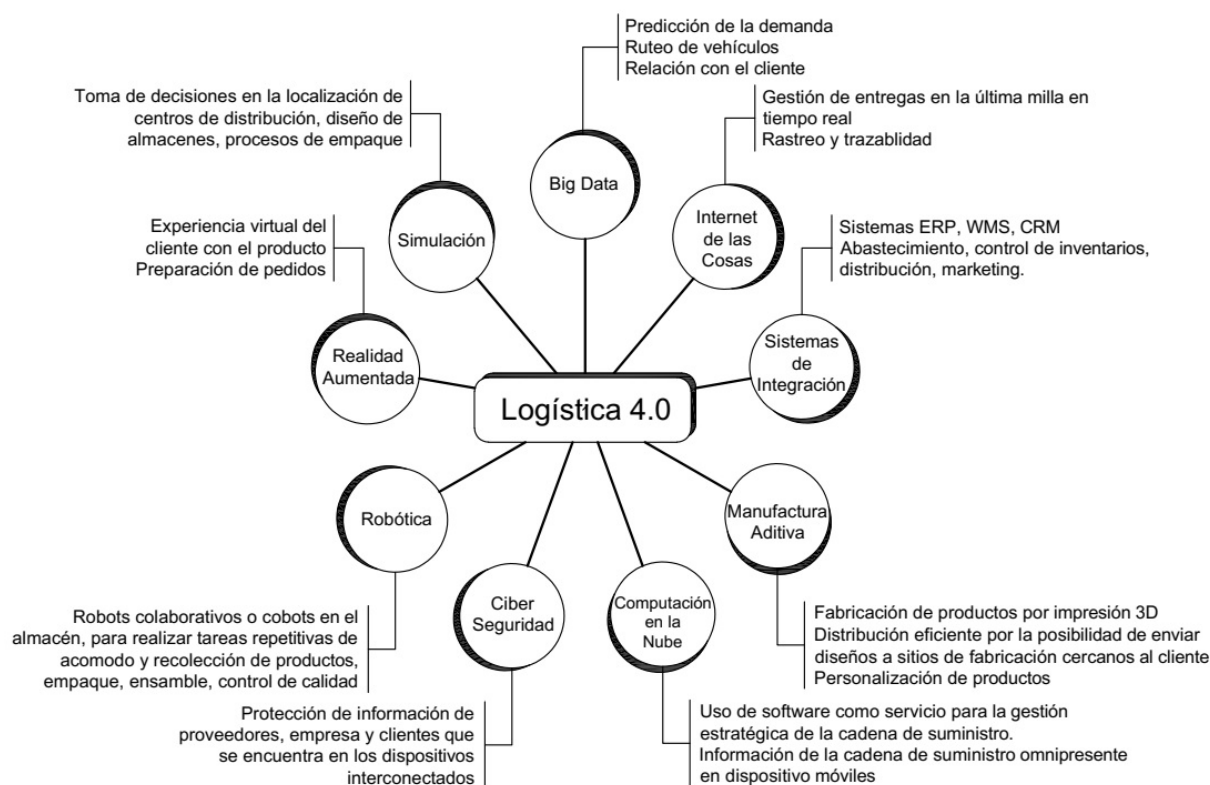 Predicción de la demanda
Ruteo de vehículos
Relación con el cliente
Big Data
Toma de decisiones en la localización de
centros de distribución, diseño de
almacenes, procesos de empaque
Simulación
Gestión de entregas en la última milla en
tiempo real
Rastreo y trazablidad
Internet
de las
Cosas
Experiencia virtual del
cliente con el producto
Preparación de pedidos
Realidad
Aumentada
Sistemas ERP, WMS, CRM
Abastecimiento, control de inventarios,
distribución, marketing.
Sistemas
de
Integración
Logística 4.0
Robótica
Robots colaborativos o cobots en el
almacén, para realizar tareas repetitivas de
acomodo y recolección de productos,
empaque, ensamble, control de calidad
Ciber
Seguridad
Protección de información de
proveedores, empresa y clientes que
se encuentra en los dispositivos
interconectados
Computación
en la
Nube
Uso de software como servicio para la gestión
estratégica de la cadena de suministro.
Información de la cadena de suministro omnipresente
en dispositivo móviles
Manufactura
Aditiva
Fabricación de productos por impresión 3D
Distribución eficiente por la posibilidad de enviar
diseños a sitios de fabricación cercanos al cliente
Personalización de productos